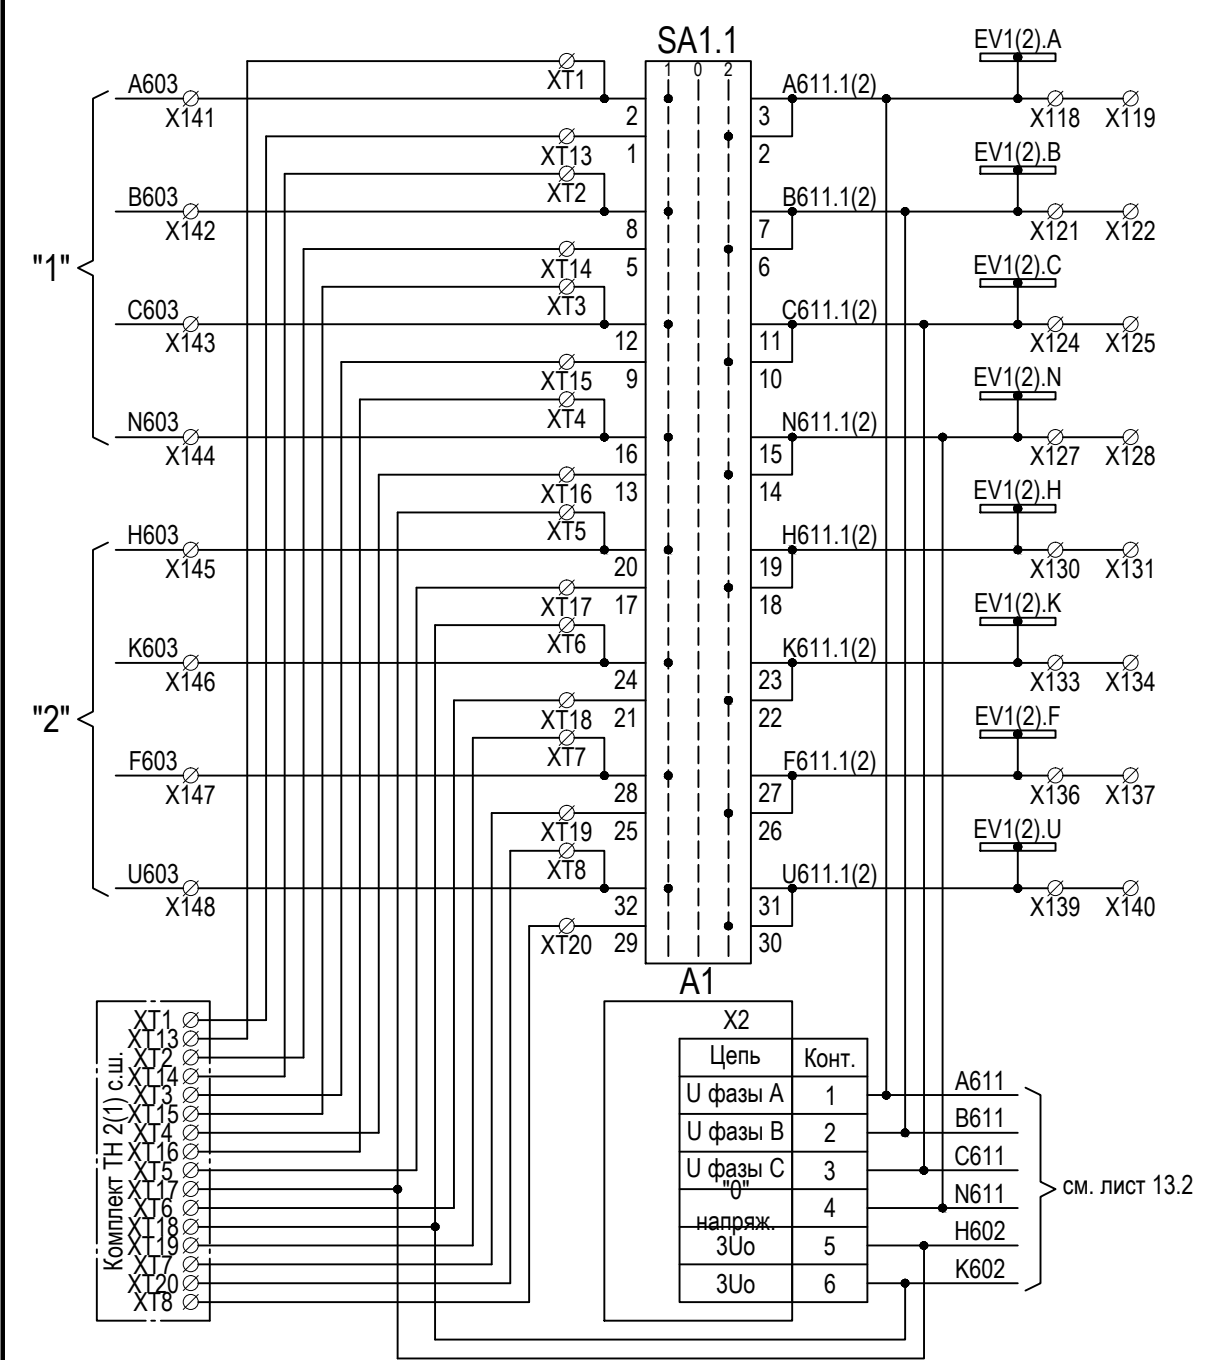 SA1.1
EV1(2).A
1 0 2
A603
XT1
A611.1(2)
X141
2
3
X118
X119
XT13
1
2
EV1(2).B
B603
XT2
B611.1(2)
X142
8
7
X121
X122
"1"
XT14
5
6
EV1(2).C
C603
XT3
C611.1(2)
X143
12
11
X124
X125
XT15
9
10
EV1(2).N
N603
XT4
N611.1(2)
X144
16
15
X127
X128
XT16
13
14
EV1(2).H
H603
XT5
H611.1(2)
X145
20
19
X130
X131
XT17
17
18
EV1(2).K
K603
XT6
K611.1(2)
X146
24
23
X133
X134
"2"
XT18
21
22
EV1(2).F
F603
XT7
F611.1(2)
X147
28
27
X136
X137
XT19
25
26
EV1(2).U
U603
XT8
U611.1(2)
X148
32
31
X139
X140
XT20
29
30
A1
Комплект ТН 2(1) с.ш.
XT1
XT13
XT2
XT14
XT3
XT15
XT4
XT16
XT5
XT17
XT6
XT18
XT19
XT7
XT20
XT8
X2
Цепь Конт.
U фазы A 1
U фазы B 2
U фазы C 3
"0" напряж. 4
3Uo 5
3Uo 6
A611
B611
C611
N611
H602
K602
см. лист 13.2